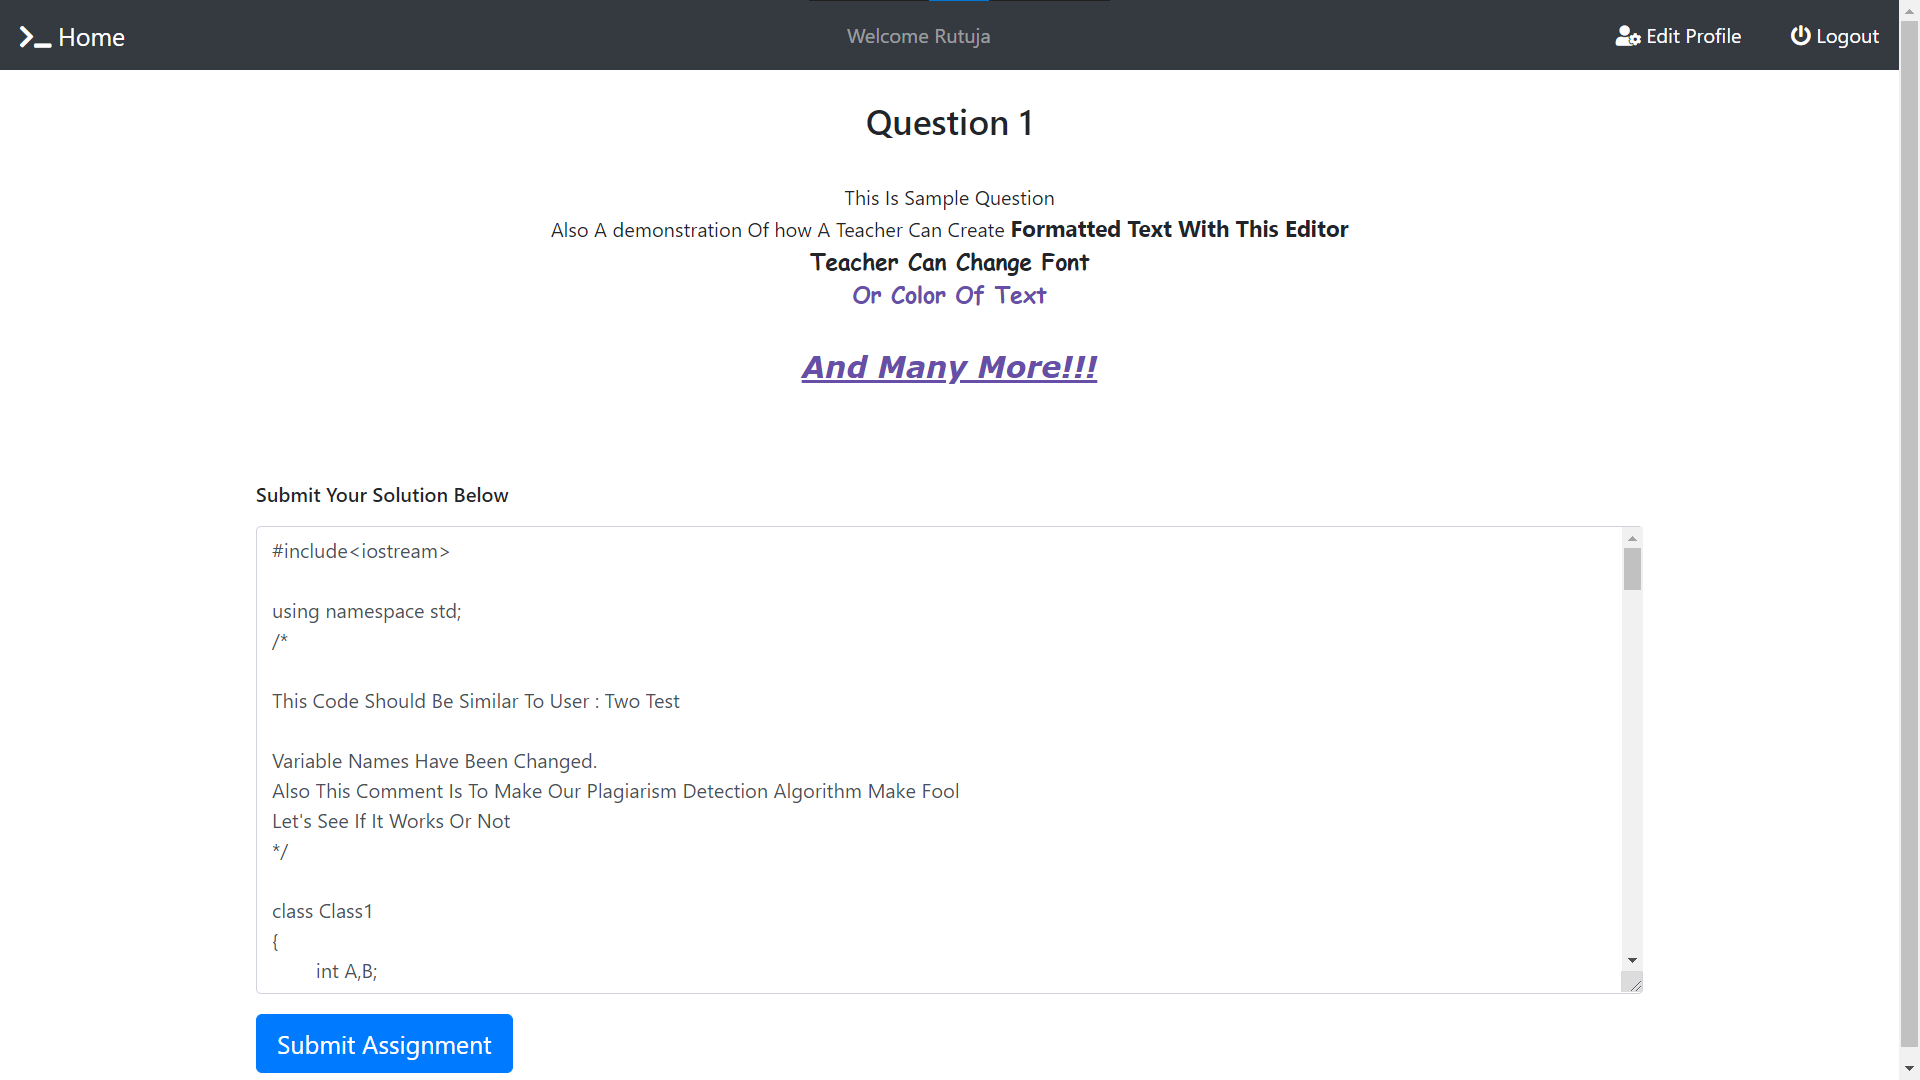 Home
Welcome Rutuja
Edit Profile
Logout
Question 1
This Is Sample Question
Also A demonstration Of how A Teacher Can Create Formatted Text With This Editor
Teacher Can Change Font
Or Color Of Text
And Many More!!!
Submit Your Solution Below
#include<iostream>
using namespace std;
/*
This Code Should Be Similar To User : Two Test
Variable Names Have Been Changed.
Also This Comment Is To Make Our Plagiarism Detection Algorithm Make Fool
Let's See If It Works Or Not
*/
class Class1
{
int A,B;
Submit Assignment